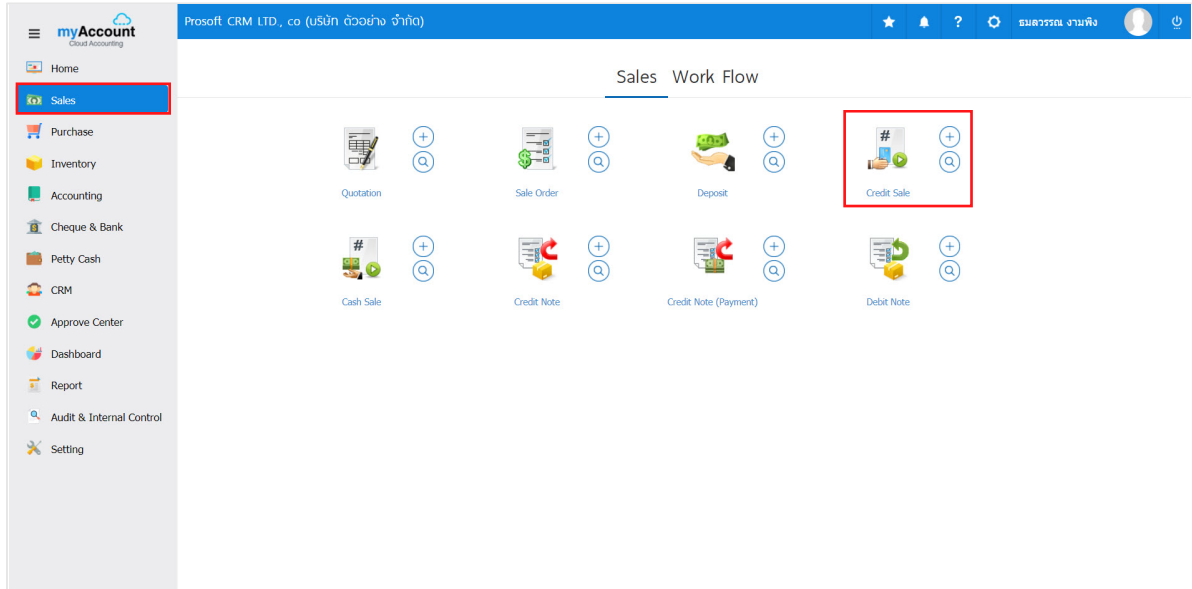 myAccount
Cloud Accounting
Prosoft CRM LTD., co (บริษัท ตัวอย่าง จำกัด)
?
ธมลวรรณ งามพิง
Home
Sales
Purchase
Inventory
Accounting
Cheque & Bank
Petty Cash
CRM
Approve Center
Dashboard
Report
Audit & Internal Control
Setting
Sales Work Flow
Quotation
Sale Order
Deposit
#
Credit Sale
#
Cash Sale
Credit Note
Credit Note (Payment)
Debit Note